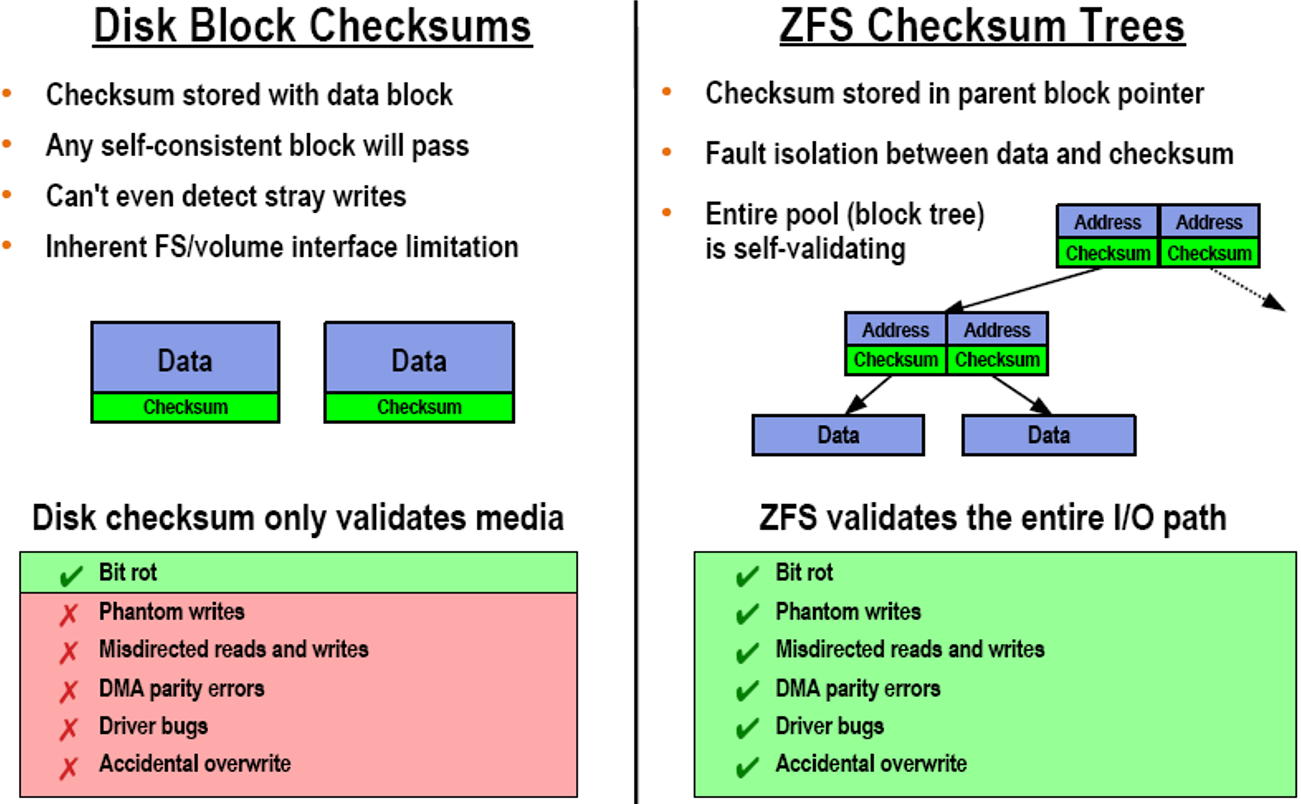 Disk Block Checksums
• Checksum stored with data block
• Any self-consistent block will pass
• Can't even detect stray writes
• Inherent FS/volume interface limitation
Data
Checksum
Data
Checksum
Disk checksum only validates media
✔ Bit rot
✗ Phantom writes
✗ Misdirected reads and writes
✗ DMA parity errors
✗ Driver bugs
✗ Accidental overwrite
ZFS Checksum Trees
• Checksum stored in parent block pointer
• Fault isolation between data and checksum
• Entire pool (block tree)
is self-validating
Address Address
Checksum Checksum
Address Address
Checksum Checksum
Data Data
ZFS validates the entire I/O path
✔ Bit rot
✔ Phantom writes
✔ Misdirected reads and writes
✔ DMA parity errors
✔ Driver bugs
✔ Accidental overwrite